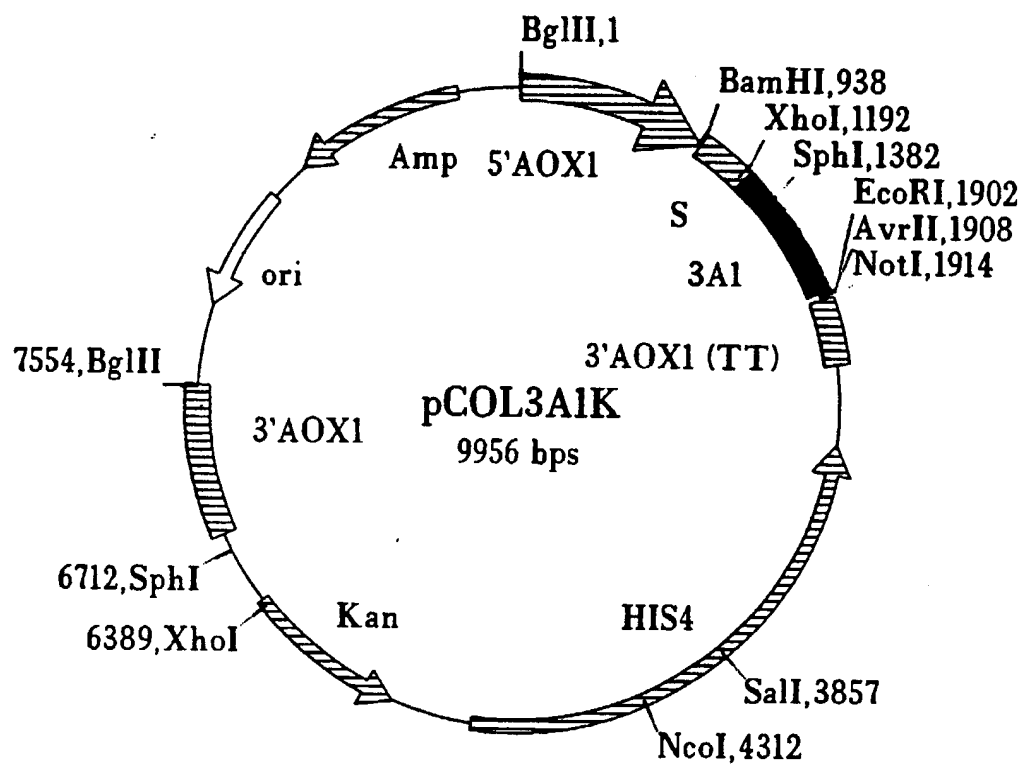 BglII,1
BamHI,938
XhoI,1192
SphI,1382
EcoRI,1902
AvrII,1908
NotI,1914
Amp
5'AOX1
S
3A1
ori
3'AOX1 (TT)
7554,BglII
3'AOX1
pCOL3A1K
9956 bps
6712,SphI
6389,XhoI
Kan
HIS4
SalI,3857
NcoI,4312